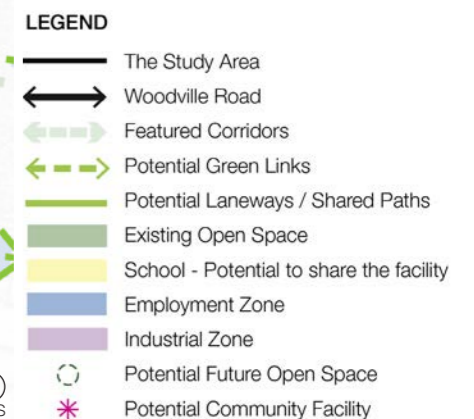 LEGEND
The Study Area
Woodville Road
Featured Corridors
Potential Green Links
Potential Laneways / Shared Paths
Existing Open Space
School - Potential to share the facility
Employment Zone
Industrial Zone
Potential Future Open Space
Potential Community Facility